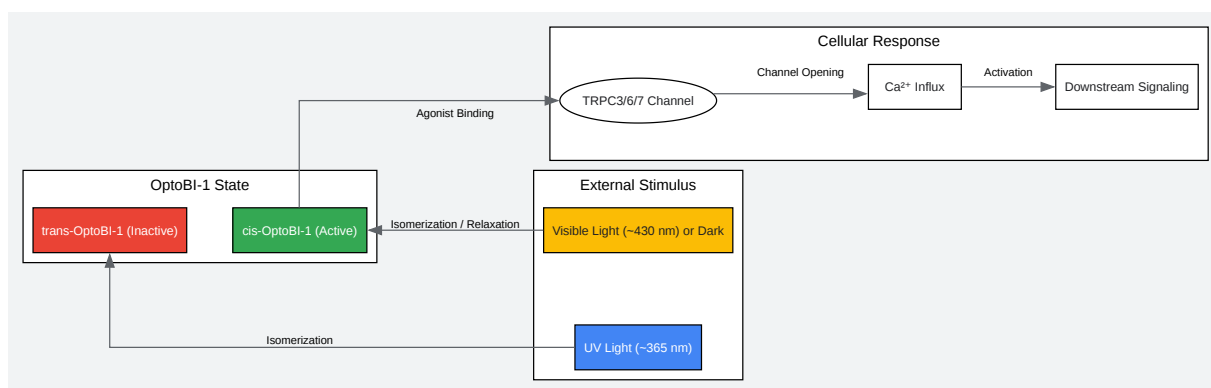 Cellular Response
Channel Opening
Activation
TRPC3/6/7 Channel
Ca²⁺ Influx
Downstream Signaling
Agonist Binding
OptoBI-1 State
External Stimulus
trans-OptoBI-1 (Inactive)
cis-OptoBI-1 (Active)
Isomerization / Relaxation
Visible Light (~430 nm) or Dark
Isomerization
UV Light (~365 nm)